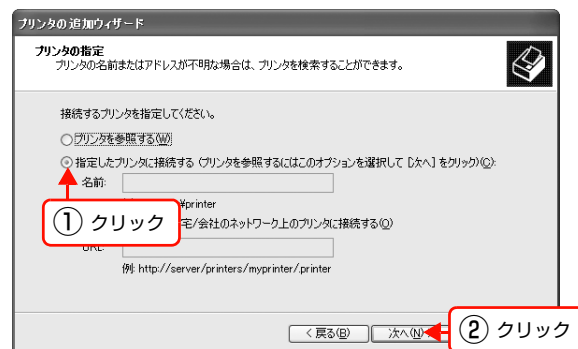 プリンタの追加ウィザード
プリンタの指定
プリンタの名前またはアドレスが不明な場合は、プリンタを検索することができます。
接続するプリンタを指定してください。
プリンタを参照する(W)
指定したプリンタに接続する (プリンタを参照するにはこのオプションを選択して [次へ] をクリック)(C):
名前:
¥printer
① クリック
宅/会社のネットワーク上のプリンタに接続する(O)
URL:
例: http://server/printers/myprinter/.printer
< 戻る(B)
次へ(N)
② クリック